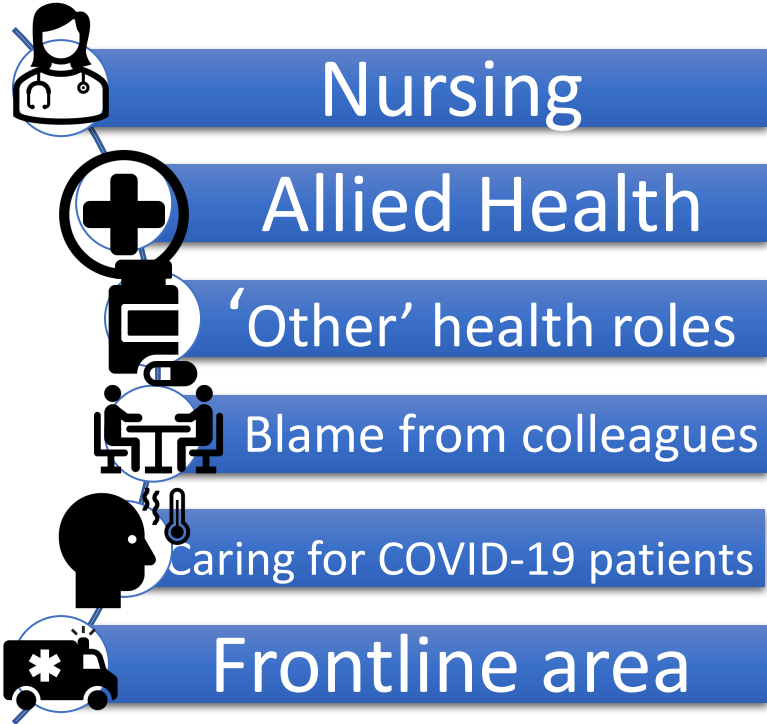 Nursing
Allied Health
‘Other’ health roles
Blame from colleagues
Caring for COVID-19 patients
Frontline area